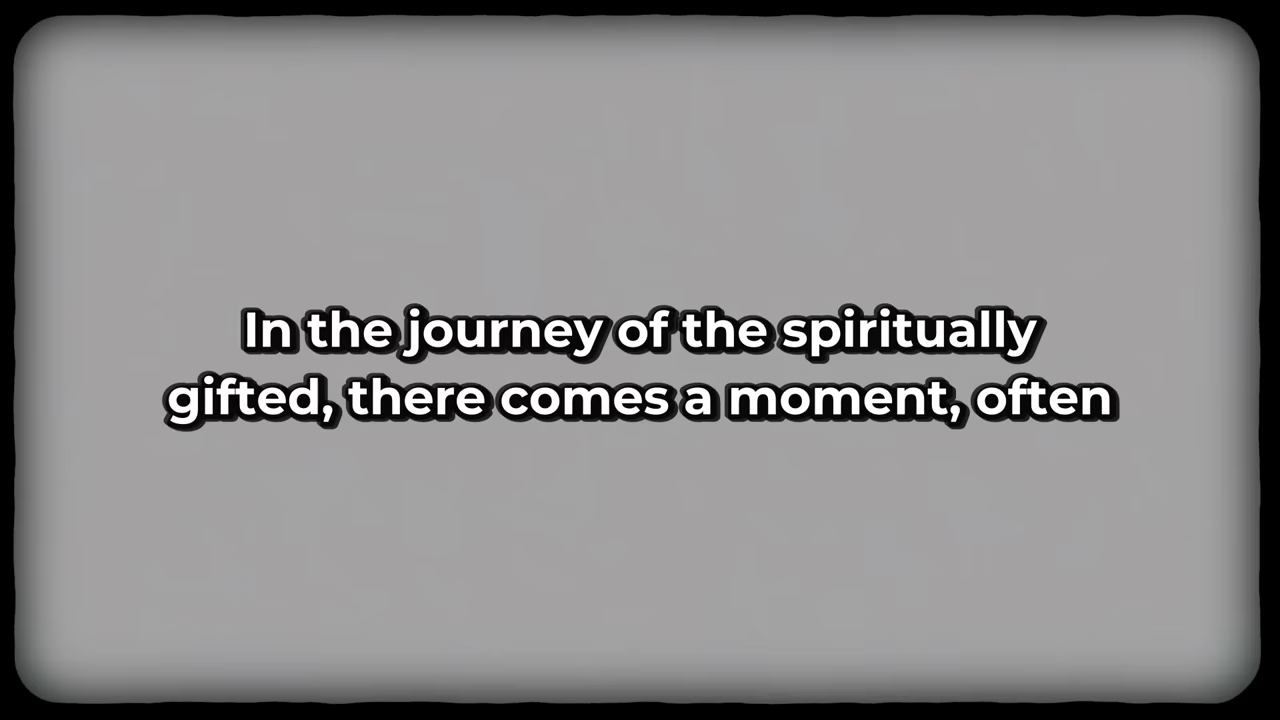 In the journey of the spiritually
gifted, there comes a moment, often